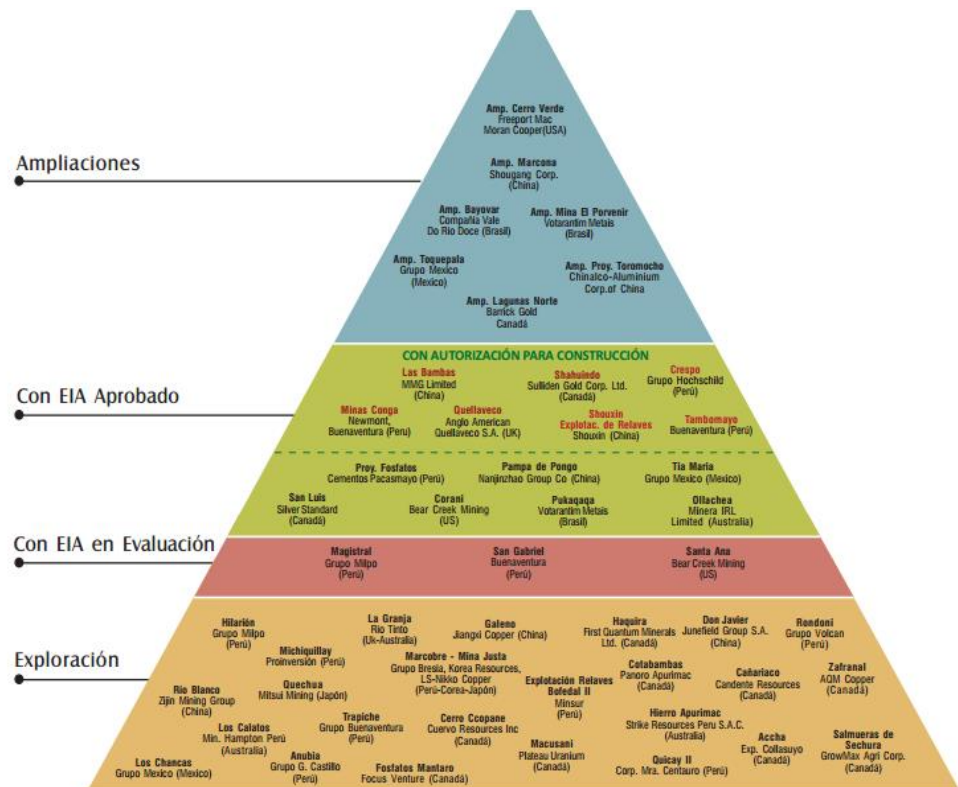 Ampliaciones
Amp. Cerro Verde
Freeport Mac
Moran Cooper(USA)
Amp. Marcona
Shougang Corp.
(China)
Amp. Bayovar
Compañia Vale
Do Rio Doce (Brasil)
Amp. Mina El Porvenir
Votarantim Metais
(Brasil)
Amp. Toquepala
Grupo Mexico
(Mexico)
Amp. Proy. Toromocho
Chinalco-Aluminium
Corp.of China
Amp. Lagunas Norte
Barrick Gold
Canadá
Con EIA Aprobado
CON AUTORIZACIÓN PARA CONSTRUCCIÓN
Las Bambas
MMG Limited
(China)
Shahuindo
Sulliden Gold Corp. Ltd.
(Canadá)
Crespo
Grupo Hochschild
(Perú)
Minas Conga
Newmont,
Buenaventura (Peru)
Quellaveco
Anglo American
Quellaveco S.A. (UK)
Shouxin
Explotac. de Relaves
Shouxin (China)
Tambomayo
Buenaventura (Perú)
Proy. Fosfatos
Cementos Pacasmayo (Perú)
Pampa de Pongo
Nanjinzhao Group Co (China)
Tia Maria
Grupo Mexico (Mexico)
San Luis
Silver Standard
(Canadá)
Corani
Bear Creek Mining
(US)
Pukaqaqa
Votarantim Metais
(Brasil)
Ollachea
Minera IRL
Limited (Australia)
Con EIA en Evaluación
Magistral
Grupo Milpo
(Perú)
San Gabriel
Buenaventura
(Perú)
Santa Ana
Bear Creek Mining
(US)
Exploración
Hilarión
Grupo Milpo
(Perú)
La Granja
Rio Tinto
(Uk-Australia)
Galeno
Jiangxi Copper (China)
Haquira
First Quantum Minerals
Ltd. (Canadá)
Don Javier
Junefield Group S.A.
(China)
Rondoni
Grupo Volcan
(Perú)
Michiquillay
Proinversión (Perú)
Marcobre - Mina Justa
Grupo Bresia, Korea Resources,
LS-Nikko Copper
(Perú-Corea-Japón)
Cotabambas
Panoro Apurimac
(Canadá)
Cañariaco
Candente Resources
(Canadá)
Zafranal
AQM Copper
(Canadá)
Río Blanco
Zijin Mining Group
(China)
Quechua
Mitsui Mining (Japón)
Explotación Relaves
Bofedal II
Minsur
(Perú)
Los Calatos
Min. Hampton Perú
(Australia)
Trapiche
Grupo Buenaventura
(Perú)
Cerro Ccopane
Cuervo Resources Inc
(Canadá)
Hierro Apurimac
Strike Resources Peru S.A.C.
(Australia)
Los Chancas
Grupo Mexico (Mexico)
Anubia
Grupo G. Castillo
(Perú)
Fosfatos Mantaro
Focus Venture (Canadá)
Macusani
Plateau Uranium
(Canadá)
Quicay II
Corp. Mra. Centauro (Perú)
Accha
Exp. Collasuyo
(Canadá)
Salmueras de
Sechura
GrowMax Agri Corp.
(Canadá)